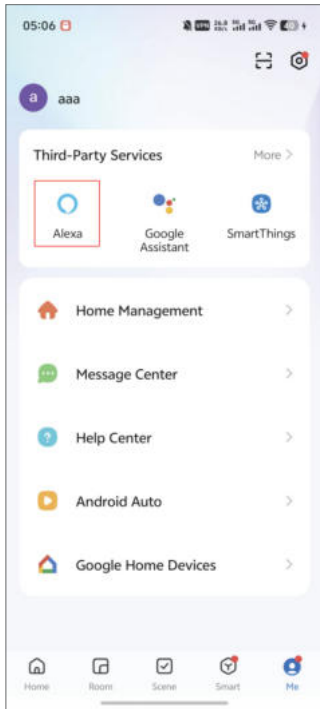 05:06
a aaa
Third-Party Services More >
Alexa
Google
Assistant
SmartThings
Home Management
Message Center
Help Center
Android Auto
Google Home Devices
Home Room Scene Smart Me